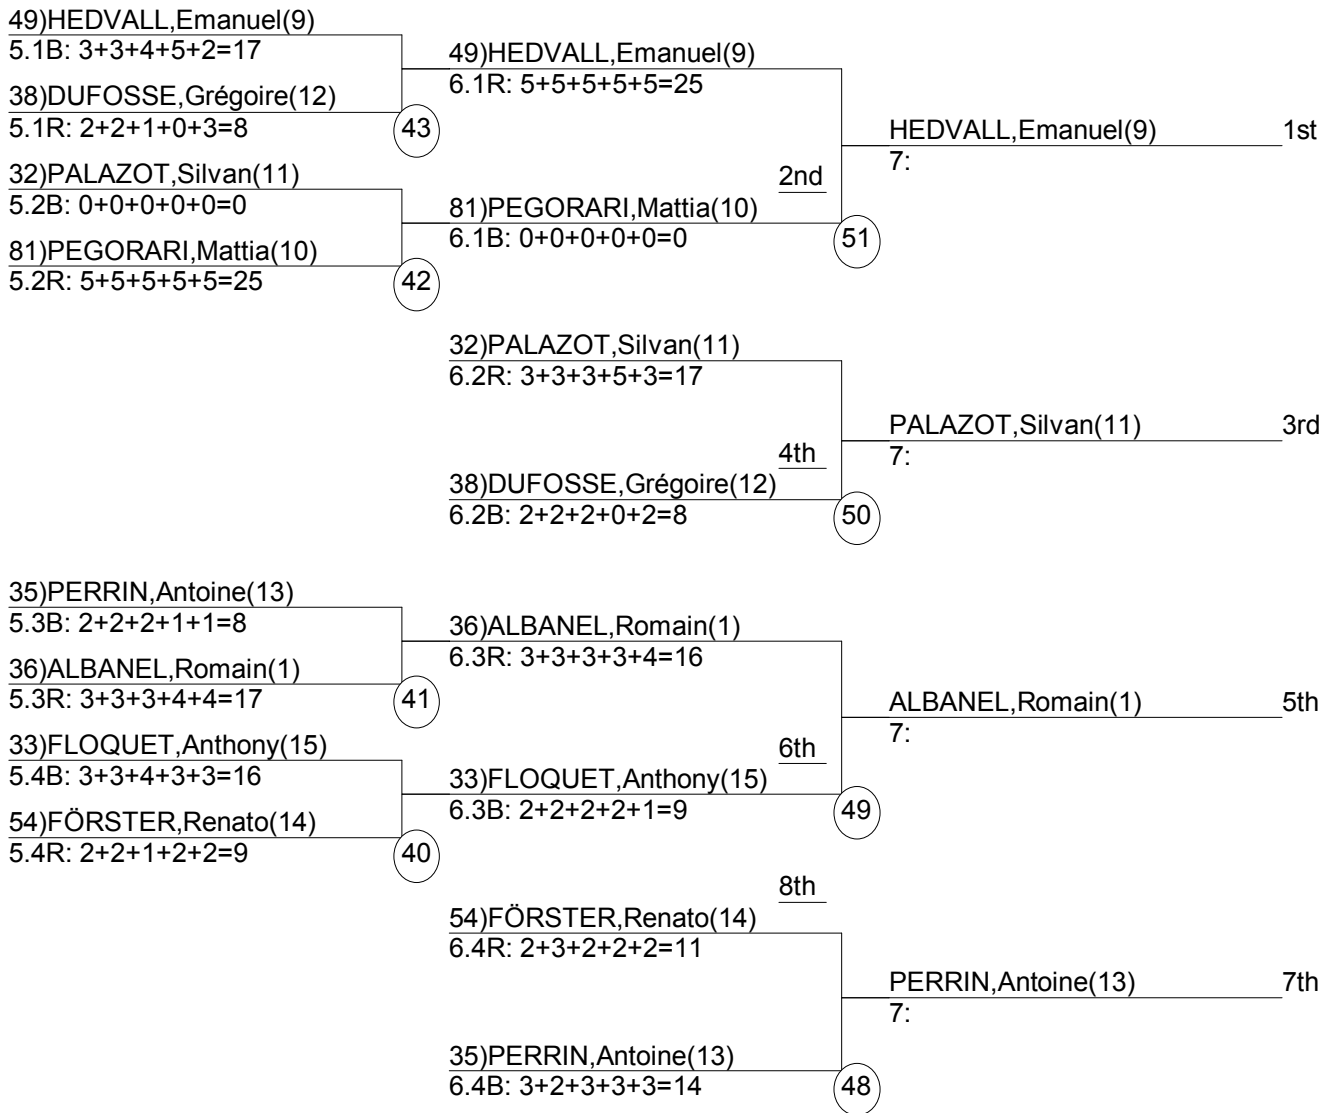 49)HEDVALL,Emanuel(9)
5.1B: 3+3+4+5+2=17
49)HEDVALL,Emanuel(9)
6.1R: 5+5+5+5+5=25
38)DUFOSSE,Grégoire(12)
5.1R: 2+2+1+0+3=8
43
HEDVALL,Emanuel(9) 1st
7:
32)PALAZOT,Silvan(11)
5.2B: 0+0+0+0+0=0
2nd
81)PEGORARI,Mattia(10)
6.1B: 0+0+0+0+0=0
51
81)PEGORARI,Mattia(10)
5.2R: 5+5+5+5+5=25
42
32)PALAZOT,Silvan(11)
6.2R: 3+3+3+5+3=17
PALAZOT,Silvan(11) 3rd
7:
4th
38)DUFOSSE,Grégoire(12)
6.2B: 2+2+2+0+2=8
50
35)PERRIN,Antoine(13)
5.3B: 2+2+2+1+1=8
36)ALBANEL,Romain(1)
6.3R: 3+3+3+3+4=16
36)ALBANEL,Romain(1)
5.3R: 3+3+3+4+4=17
41
ALBANEL,Romain(1) 5th
7:
33)FLOQUET,Anthony(15)
5.4B: 3+3+4+3+3=16
6th
33)FLOQUET,Anthony(15)
6.3B: 2+2+2+2+1=9
49
54)FÖRSTER,Renato(14)
5.4R: 2+2+1+2+2=9
40
8th
54)FÖRSTER,Renato(14)
6.4R: 2+3+2+2+2=11
PERRIN,Antoine(13) 7th
7:
35)PERRIN,Antoine(13)
6.4B: 3+2+3+3+3=14
48